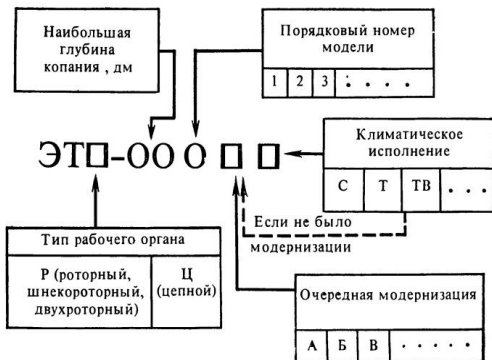 Наибольшая
глубина
копания , дм
Порядковый номер
модели
1 2 3 . . . . .
ЭТ□-ОО О □ □
Климатическое
исполнение
С Т ТВ . . .
Если не было
модернизации
Тип рабочего органа
Р (роторный,
шнекороторный,
двухроторный)
Ц
(цепной)
Очередная модернизация
А Б В . . . . .